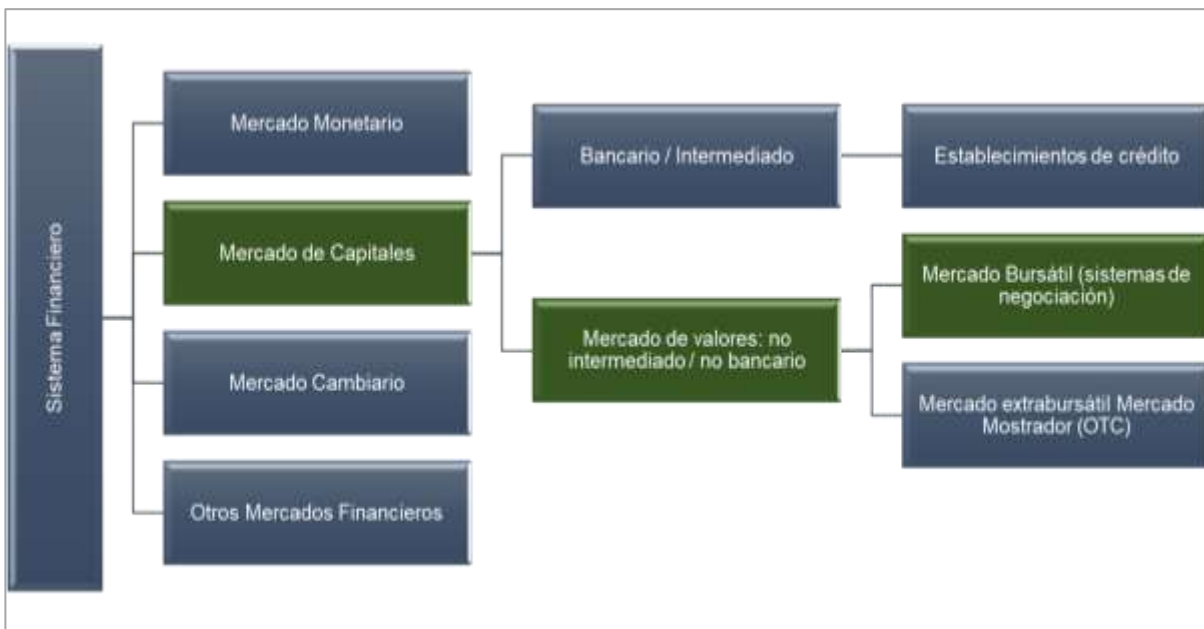 Sistema Financiero
Mercado Monetario
Mercado de Capitales
Mercado Cambiario
Otros Mercados Financieros
Bancario / Intermediado
Mercado de valores: no
intermediado / no bancario
Establecimientos de crédito
Mercado Bursátil (sistemas de
negociación)
Mercado extrabursátil Mercado
Mostrador (OTC)